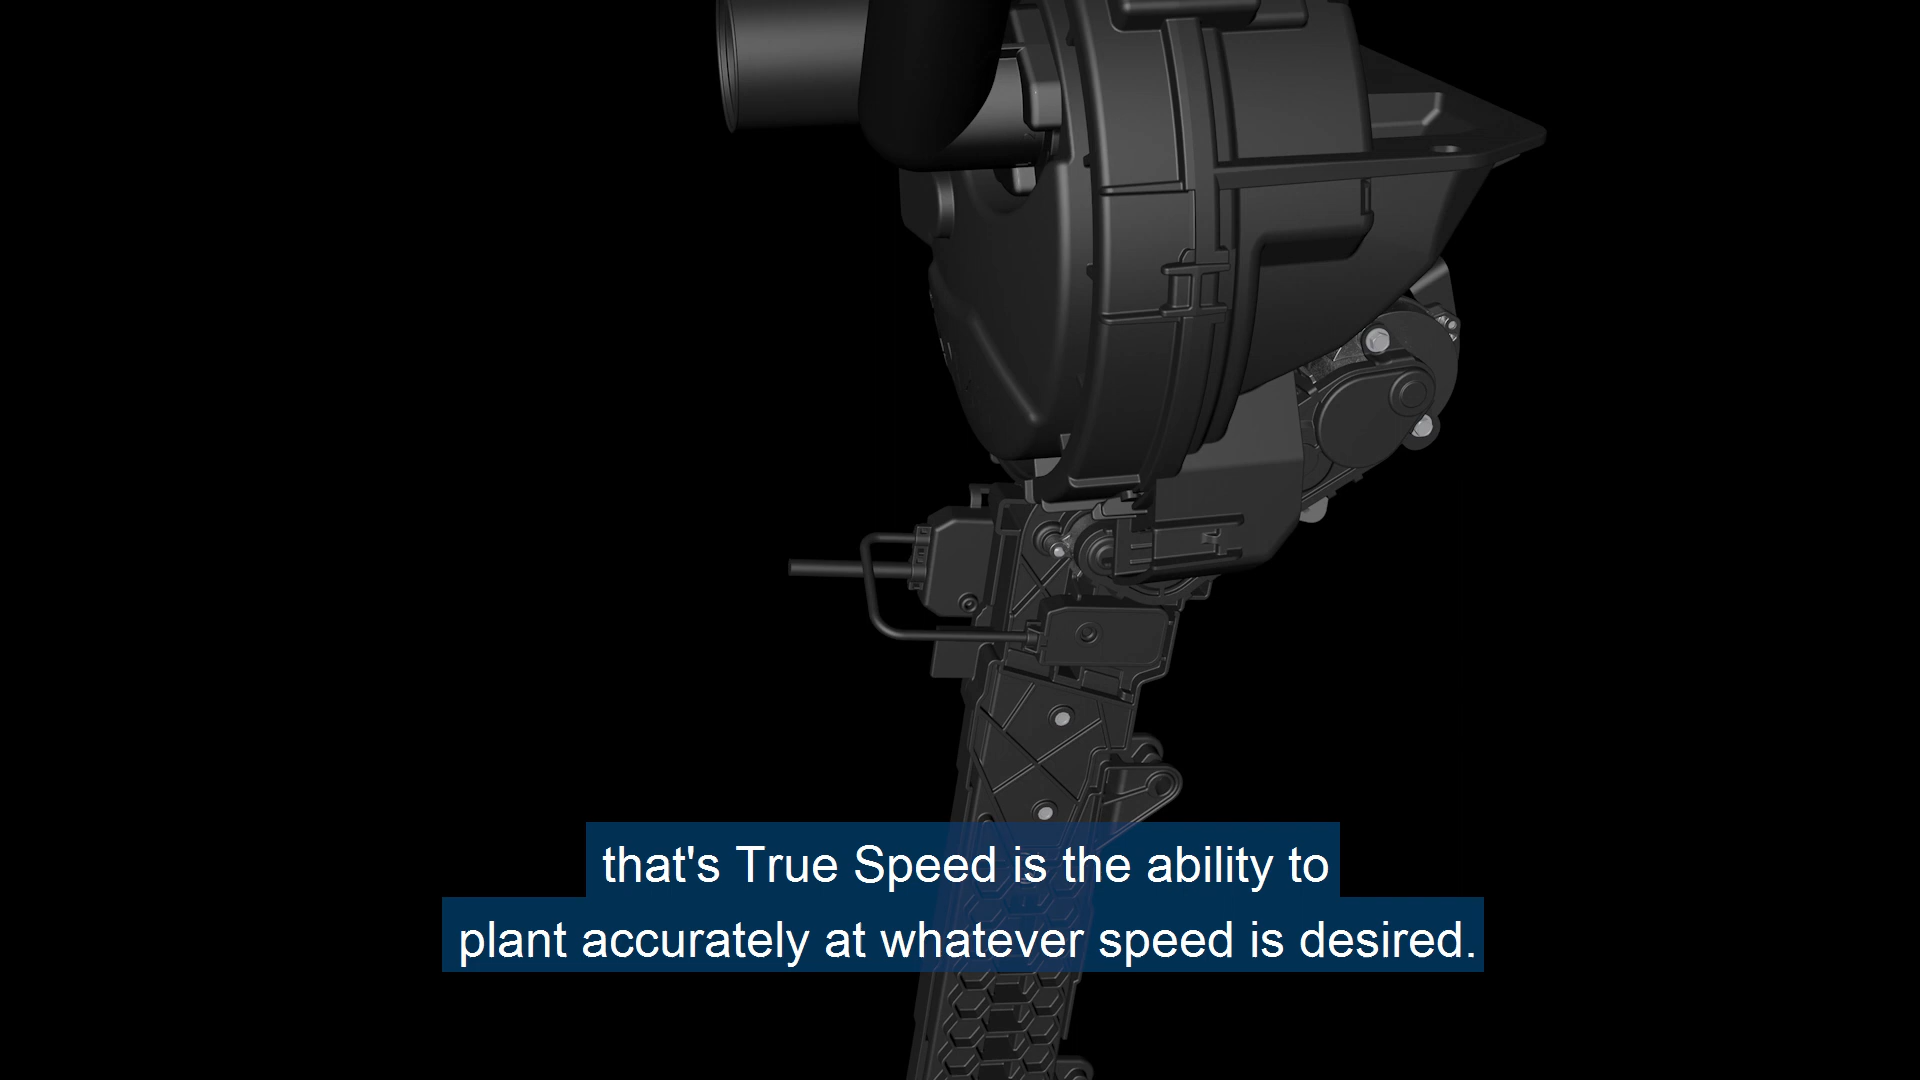 that's True Speed is the ability to
plant accurately at whatever speed is desired.